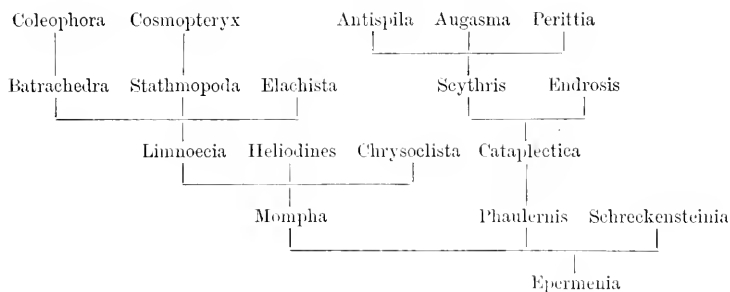 Coleophora Cosmopteryx Antispila Augasma Perittia
Batrachedra Stathmopoda Elachista Scythris Endrosis
Limnoecia Heliodines Chrysoclista Cataplectica
Mompha Phaulernis Schreckensteinia
Epermenia